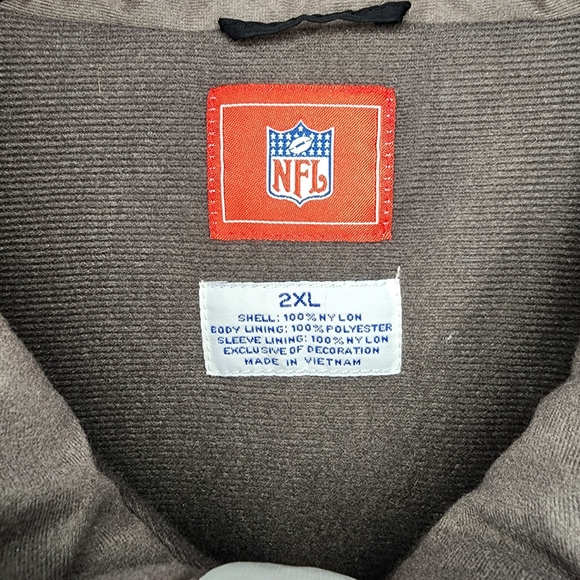 NFL
2XL
SHELL: 100% NYLON
BODY LINING: 100% POLYESTER
SLEEVE LINING: 100% NYLON
EXCLUSIVE OF DECORATION
MADE IN VIETNAM